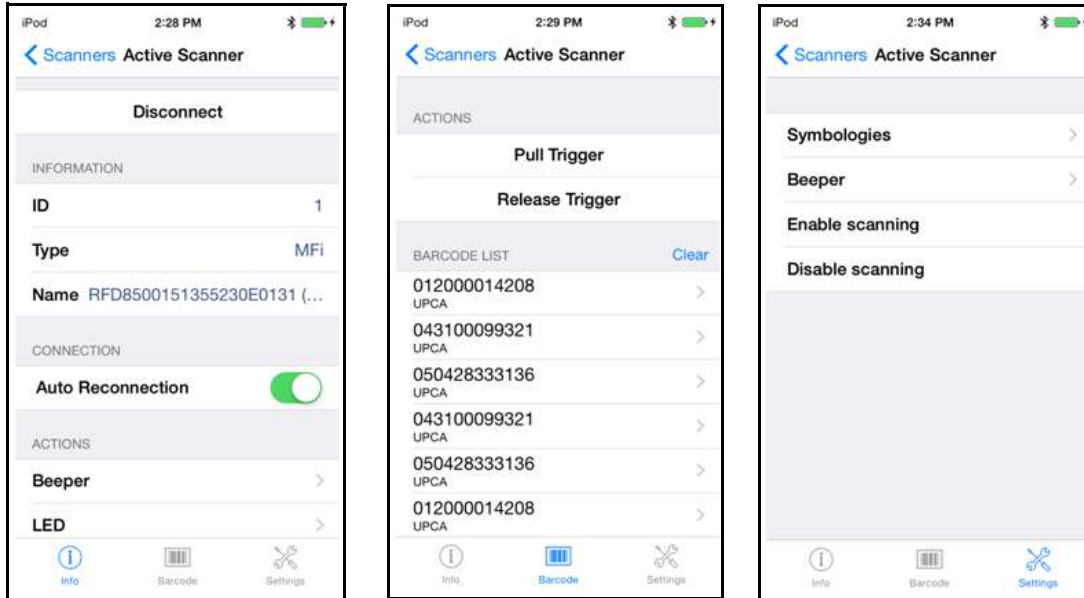 iPod 2:28 PM
Scanners Active Scanner
Disconnect
INFORMATION
ID 1
Type MFi
Name RFD8500151355230E0131 (...
CONNECTION
Auto Reconnection
ACTIONS
Beeper
LED
Info Barcode Settings
iPod 2:29 PM
Scanners Active Scanner
ACTIONS
Pull Trigger
Release Trigger
BARCODE LIST Clear
012000014208
UPCA
043100099321
UPCA
050428333136
UPCA
043100099321
UPCA
050428333136
UPCA
012000014208
UPCA
Info Barcode Settings
iPod 2:34 PM
Scanners Active Scanner
Symbologies
Beeper
Enable scanning
Disable scanning
Info Barcode Settings